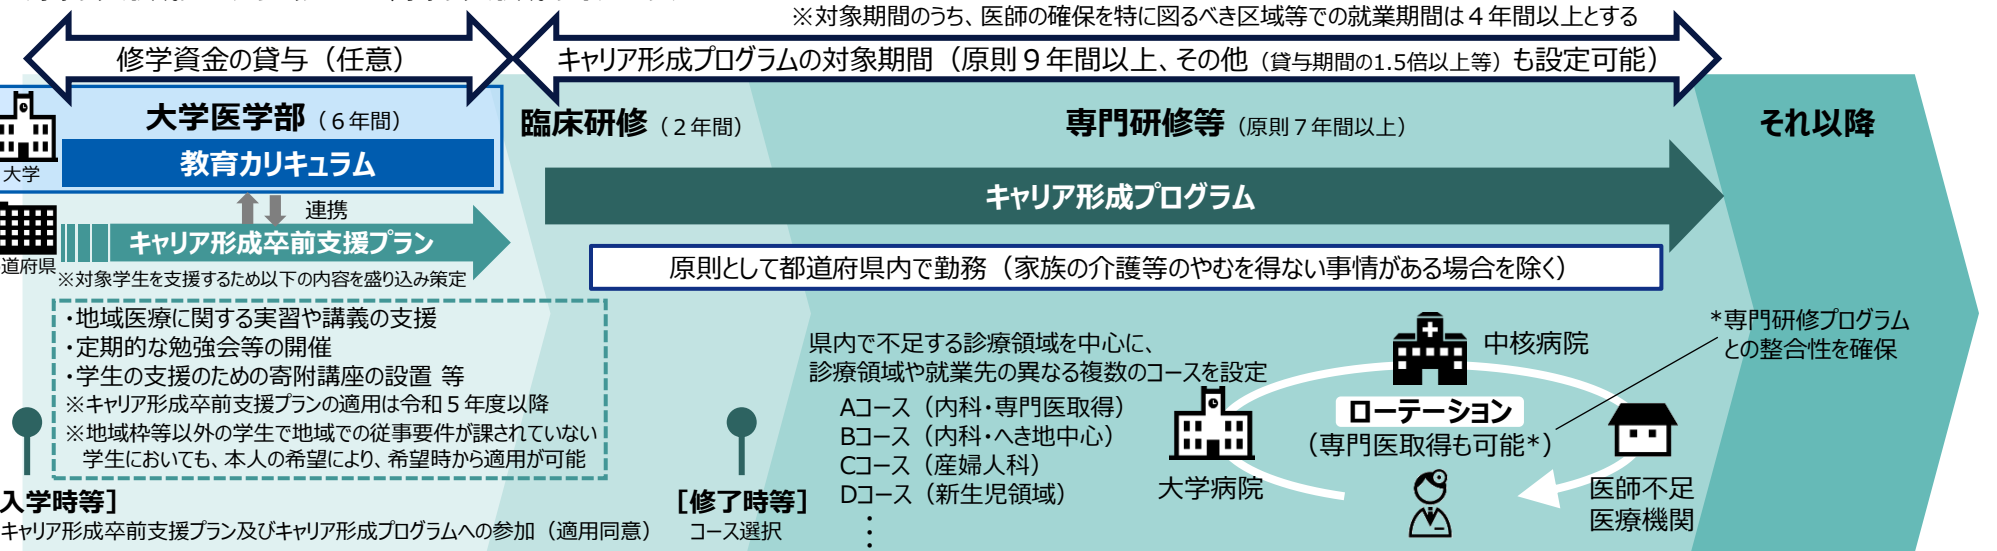 ※対象期間のうち、医師の確保を特に図るべき区域等での就業期間は４年間以上とする
修学資金の貸与（任意）
キャリア形成プログラムの対象期間（原則９年間以上、その他（貸与期間の1.5倍以上等）も設定可能）
大学医学部（６年間）
臨床研修（２年間）
専門研修等（原則７年間以上）
それ以降
大学
教育カリキュラム
キャリア形成プログラム
連携
道府県
キャリア形成卒前支援プラン
※対象学生を支援するため以下の内容を盛り込み策定
原則として都道府県内で勤務（家族の介護等のやむを得ない事情がある場合を除く）
・地域医療に関する実習や講義の支援
・定期的な勉強会等の開催
・学生の支援のための寄附講座の設置 等
※キャリア形成卒前支援プランの適用は令和５年度以降
※地域枠等以外の学生で地域での従事要件が課されていない
学生においても、本人の希望により、希望時から適用が可能
入学時等］
キャリア形成卒前支援プラン及びキャリア形成プログラムへの参加（適用同意）
［修了時等］
コース選択
県内で不足する診療領域を中心に、
診療領域や就業先の異なる複数のコースを設定
Aコース（内科・専門医取得）
Bコース（内科・へき地中心）
Cコース（産婦人科）
Dコース（新生児領域）
⋮
中核病院
*専門研修プログラム
との整合性を確保
ローテーション
（専門医取得も可能*）
大学病院
医師不足
医療機関